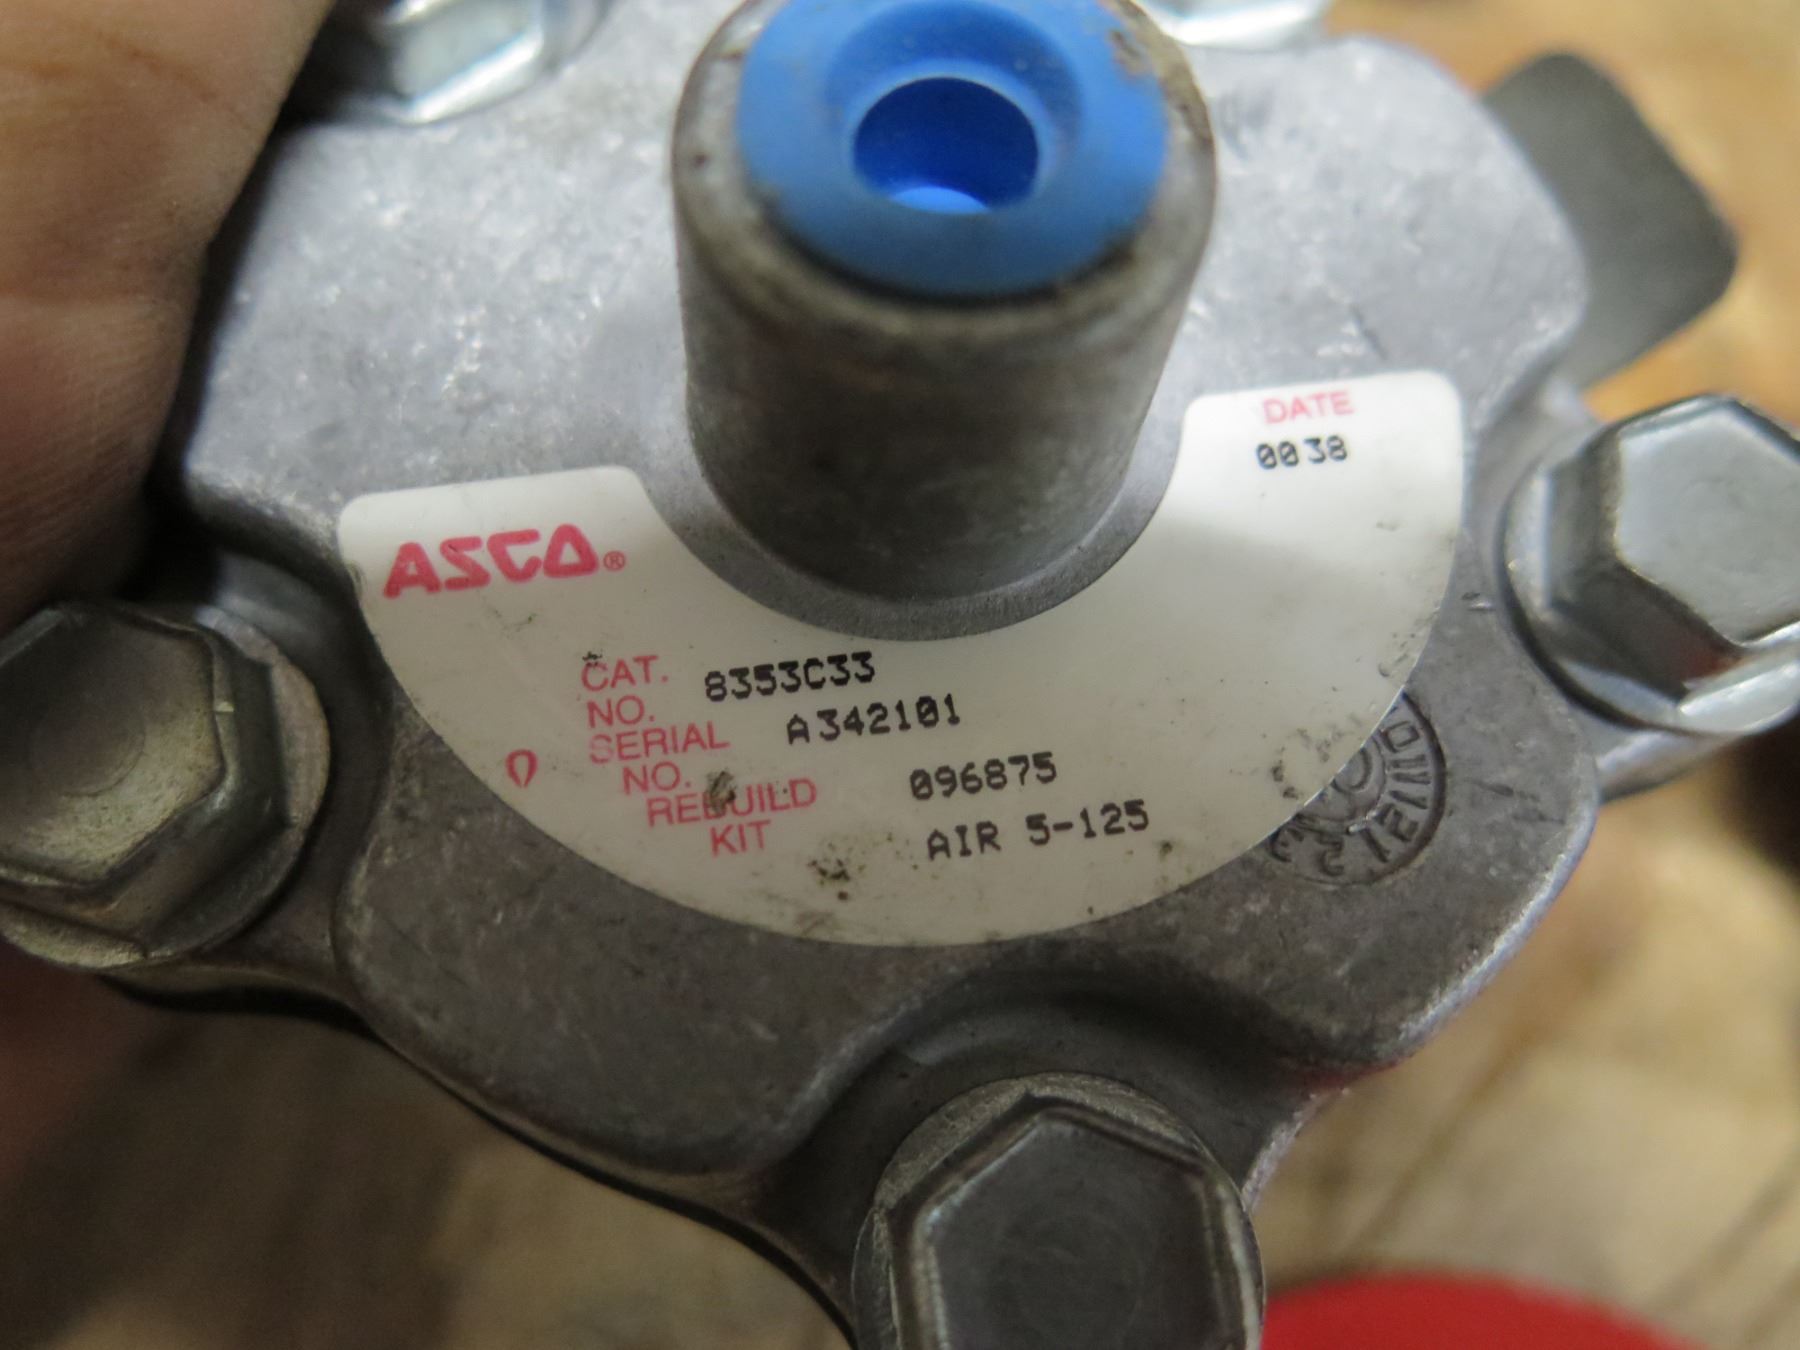 ASCO®
DATE
0038
CAT. NO. 8353C33
SERIAL NO. A342101
REBUILD KIT 096875
AIR 5-125